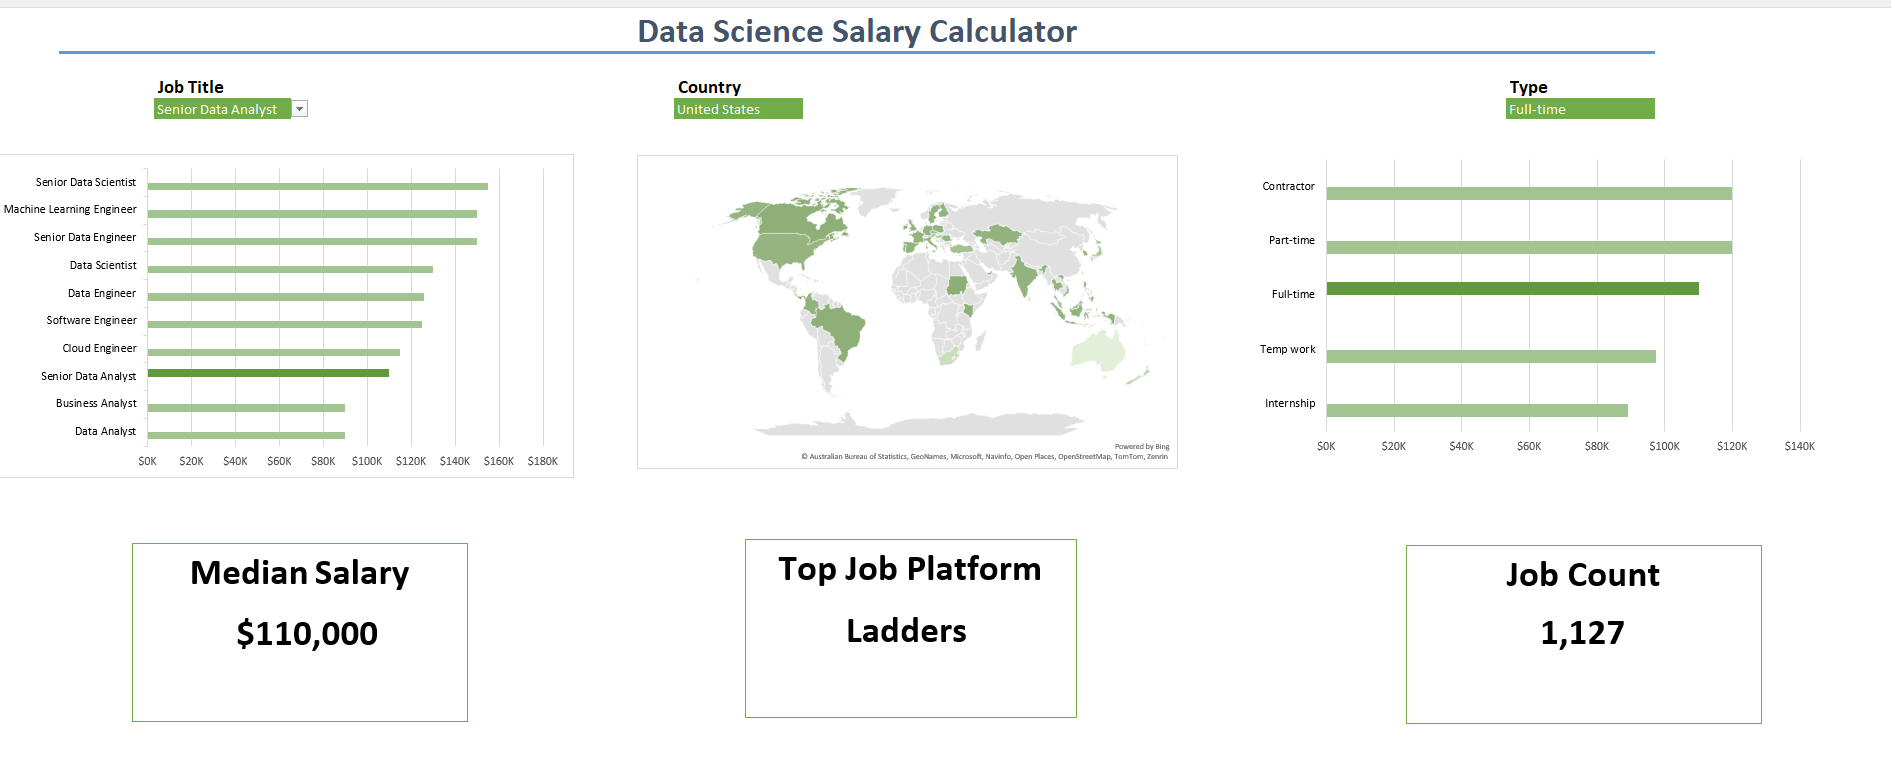 Data Science Salary Calculator
Job Title
Senior Data Analyst
Country
United States
Type
Full-time
Senior Data Scientist
Machine Learning Engineer
Senior Data Engineer
Data Scientist
Data Engineer
Software Engineer
Cloud Engineer
Senior Data Analyst
Business Analyst
Data Analyst
$0K $20K $40K $60K $80K $100K $120K $140K $160K $180K
Powered by Bing
© Australian Bureau of Statistics, GeoNames, Microsoft, Navinfo, Open Places, OpenStreetMap, TomTom, Zenrin
Contractor
Part-time
Full-time
Temp work
Internship
$0K $20K $40K $60K $80K $100K $120K $140K
Median Salary
$110,000
Top Job Platform
Ladders
Job Count
1,127